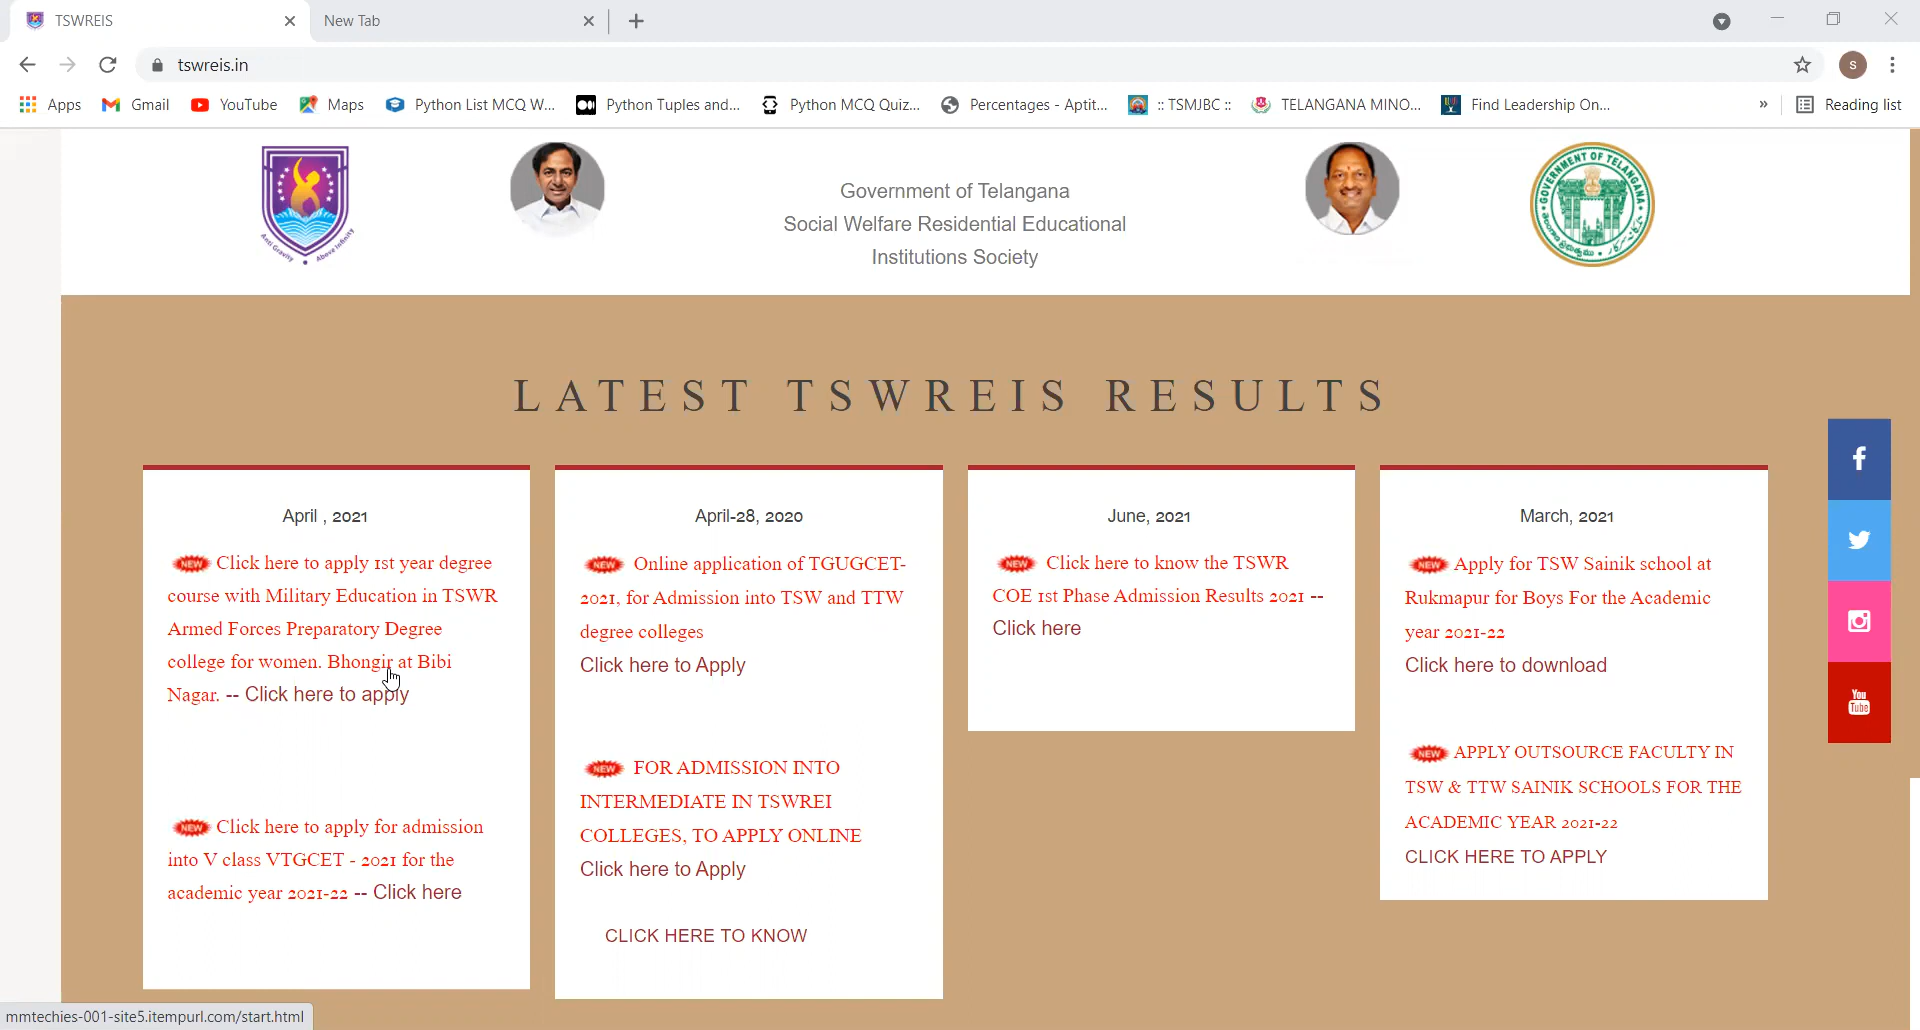 TSWREIS
New Tab
tswreis.in
S
Apps
Gmail
YouTube
Maps
Python List MCQ W...
Python Tuples and...
Python MCQ Quiz...
Percentages - Aptit...
:: TSMJBC ::
TELANGANA MINO...
Find Leadership On...
»
Reading list
Anti Gravity
Above Infinity
Government of Telangana
Social Welfare Residential Educational
Institutions Society
GOVERNMENT OF TELANGANA
LATEST TSWREIS RESULTS
April , 2021
NEW Click here to apply 1st year degree
course with Military Education in TSWR
Armed Forces Preparatory Degree
college for women. Bhongir at Bibi
Nagar. -- Click here to apply
NEW Click here to apply for admission
into V class VTGCET - 2021 for the
academic year 2021-22 -- Click here
April-28, 2020
NEW Online application of TGUGCET-
2021, for Admission into TSW and TTW
degree colleges
Click here to Apply
NEW FOR ADMISSION INTO
INTERMEDIATE IN TSWREI
COLLEGES, TO APPLY ONLINE
Click here to Apply
CLICK HERE TO KNOW
June, 2021
NEW Click here to know the TSWR
COE 1st Phase Admission Results 2021 --
Click here
March, 2021
NEW Apply for TSW Sainik school at
Rukmapur for Boys For the Academic
year 2021-22
Click here to download
NEW APPLY OUTSOURCE FACULTY IN
TSW & TTW SAINIK SCHOOLS FOR THE
ACADEMIC YEAR 2021-22
CLICK HERE TO APPLY
You
Tube
mmtechies-001-site5.itempurl.com/start.html